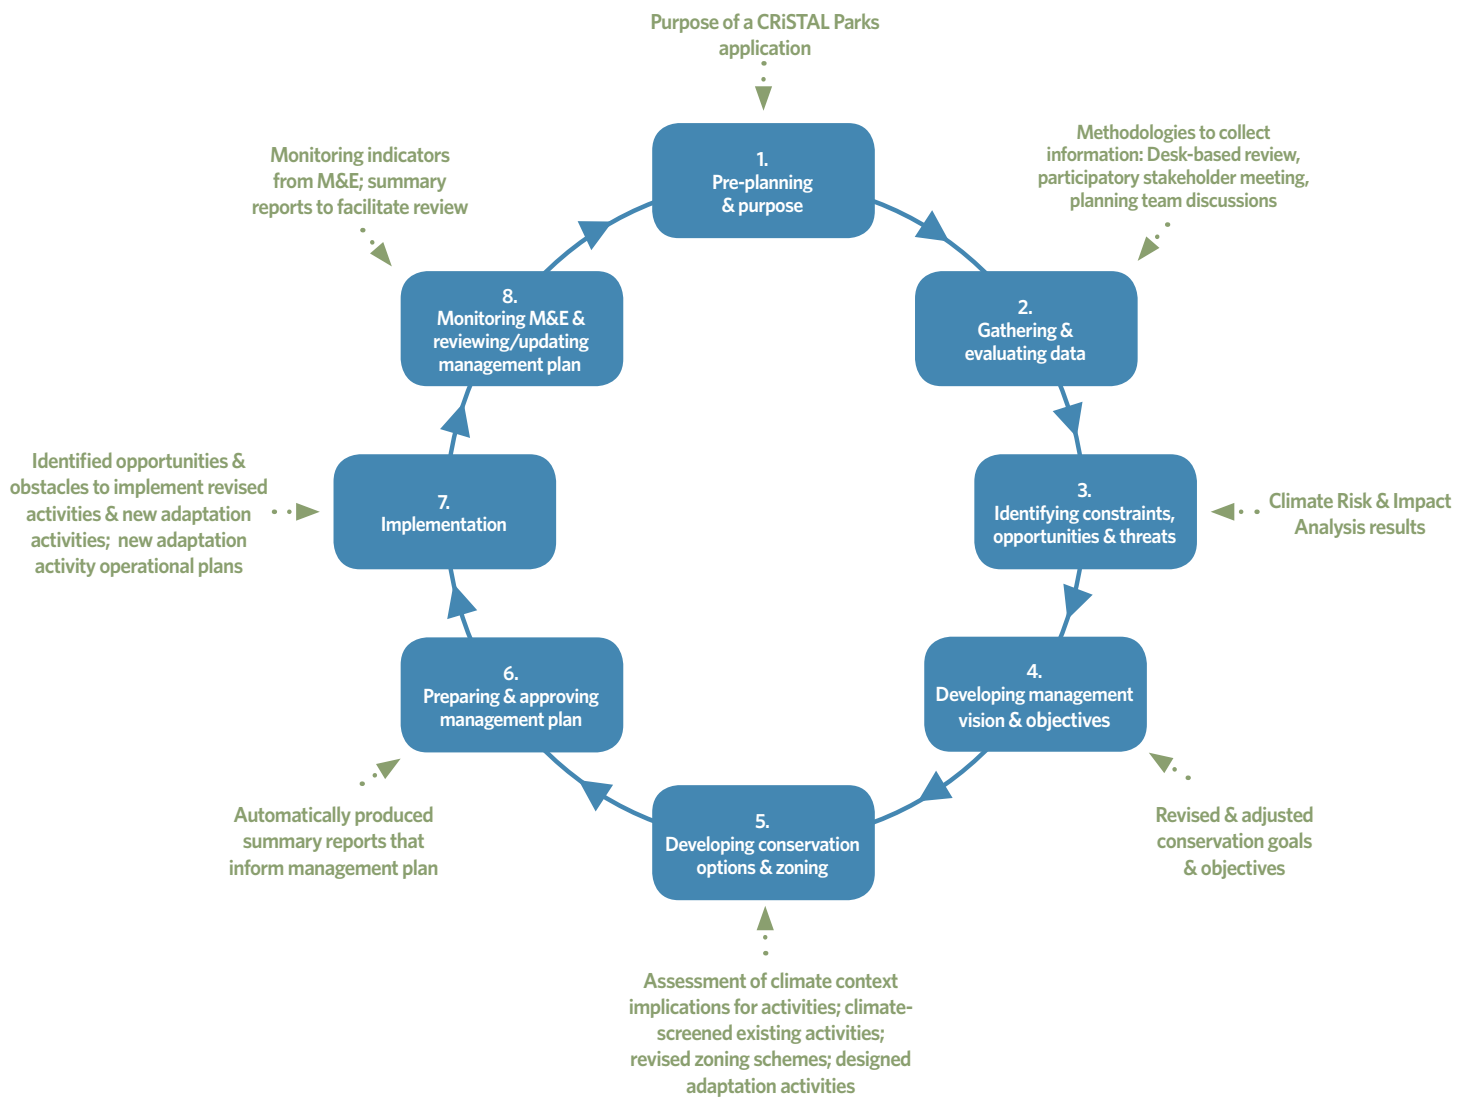 Purpose of a CRiSTAL Parks
application
1.
Pre-planning
& purpose
Methodologies to collect
information: Desk-based review,
participatory stakeholder meeting,
planning team discussions
2.
Gathering &
evaluating data
3.
Identifying constraints,
opportunities & threats
Climate Risk & Impact
Analysis results
4.
Developing management
vision & objectives
Revised & adjusted
conservation goals
& objectives
5.
Developing conservation
options & zoning
Assessment of climate context
implications for activities; climate-
screened existing activities;
revised zoning schemes; designed
adaptation activities
6.
Preparing & approving
management plan
Automatically produced
summary reports that
inform management plan
7.
Implementation
Identified opportunities &
obstacles to implement revised
activities & new adaptation
activities; new adaptation
activity operational plans
8.
Monitoring M&E &
reviewing/updating
management plan
Monitoring indicators
from M&E; summary
reports to facilitate review